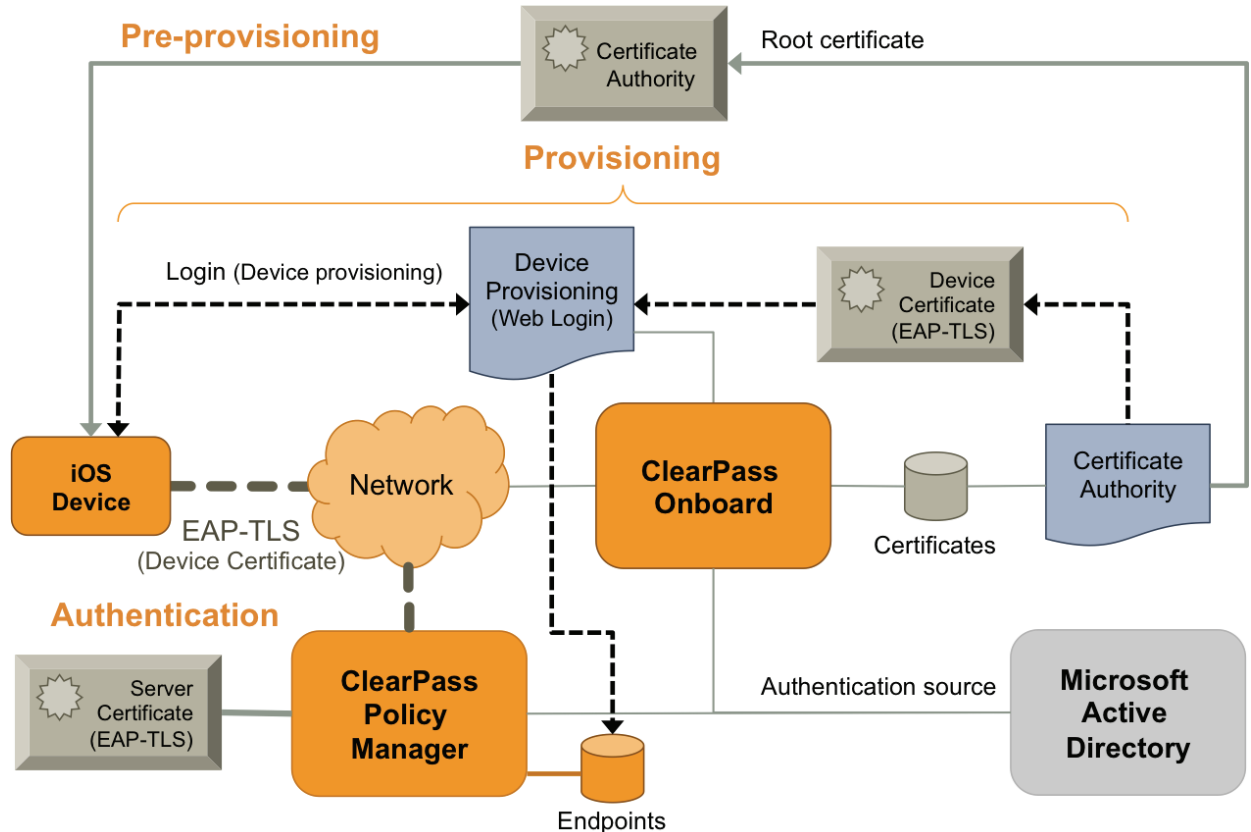 Pre-provisioning
Certificate
Authority
Root certificate
Provisioning
Login (Device provisioning)
Device
Provisioning
(Web Login)
Device
Certificate
(EAP-TLS)
iOS
Device
Network
ClearPass
Onboard
Certificates
Certificate
Authority
EAP-TLS
(Device Certificate)
Authentication
Server
Certificate
(EAP-TLS)
ClearPass
Policy
Manager
Authentication source
Microsoft
Active
Directory
Endpoints